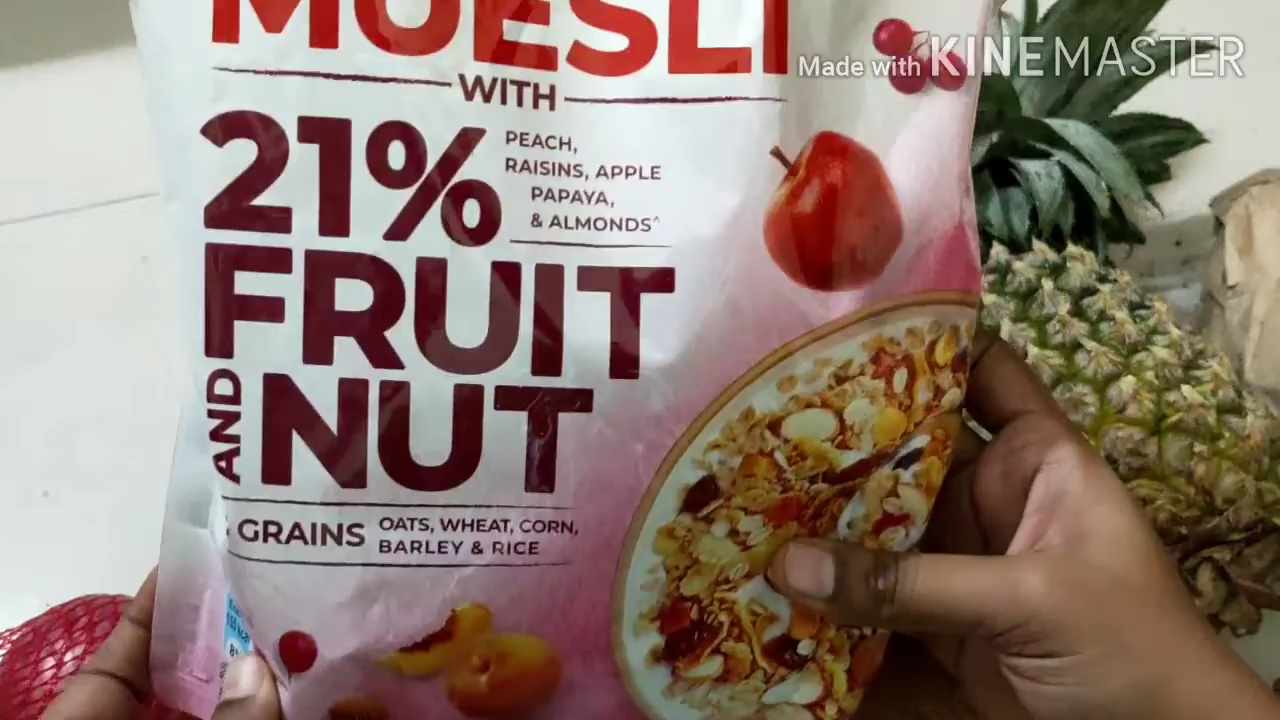 MUESLI
Made with KINEMASTER
WITH
21%
PEACH,
RAISINS, APPLE
PAPAYA,
& ALMONDS^
FRUIT
AND NUT
GRAINS
OATS, WHEAT, CORN,
BARLEY & RICE